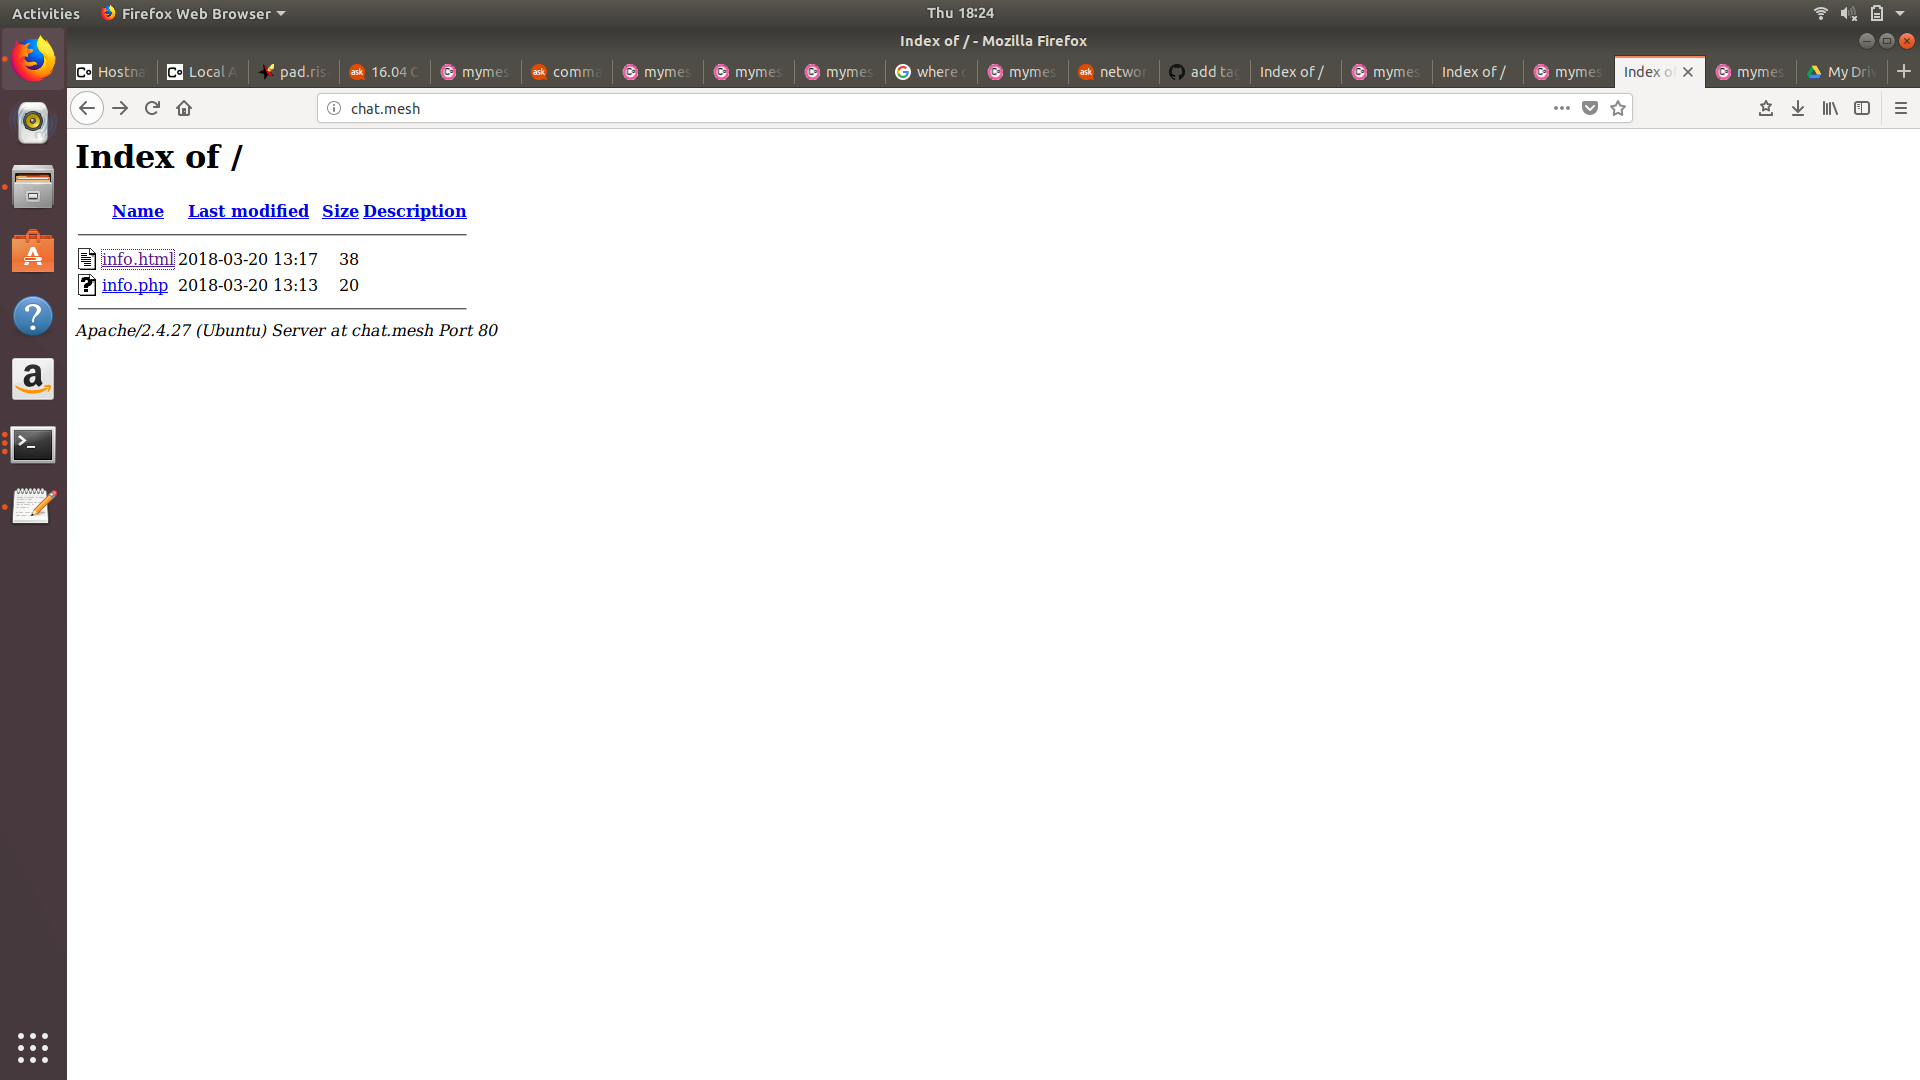 Activities Firefox Web Browser Thu 18:24
Index of / - Mozilla Firefox
Hostna Local A pad.ris 16.04 C mymes comma mymes mymes mymes where mymes networ add tag Index of / mymes Index of / mymes Index of mymes My Driv
chat.mesh
Index of /
Name Last modified Size Description
info.html 2018-03-20 13:17 38
info.php 2018-03-20 13:13 20
Apache/2.4.27 (Ubuntu) Server at chat.mesh Port 80